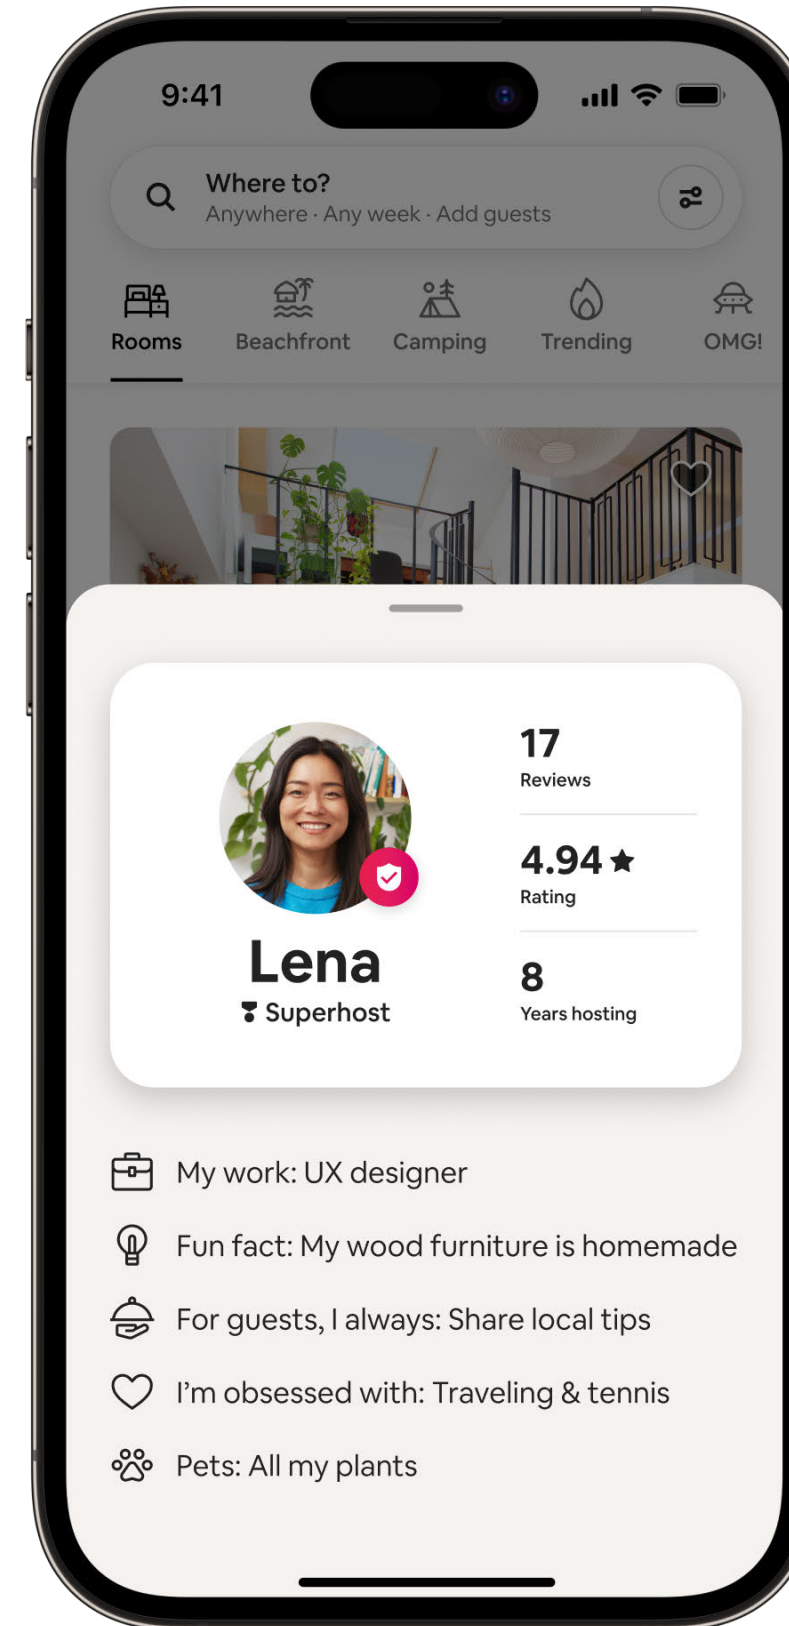 9:41
Where to?
Anywhere · Any week · Add guests
Rooms
Beachfront
Camping
Trending
OMG!
17
Reviews
4.94★
Rating
8
Years hosting
Lena
Superhost
My work: UX designer
Fun fact: My wood furniture is homemade
For guests, I always: Share local tips
I’m obsessed with: Traveling & tennis
Pets: All my plants